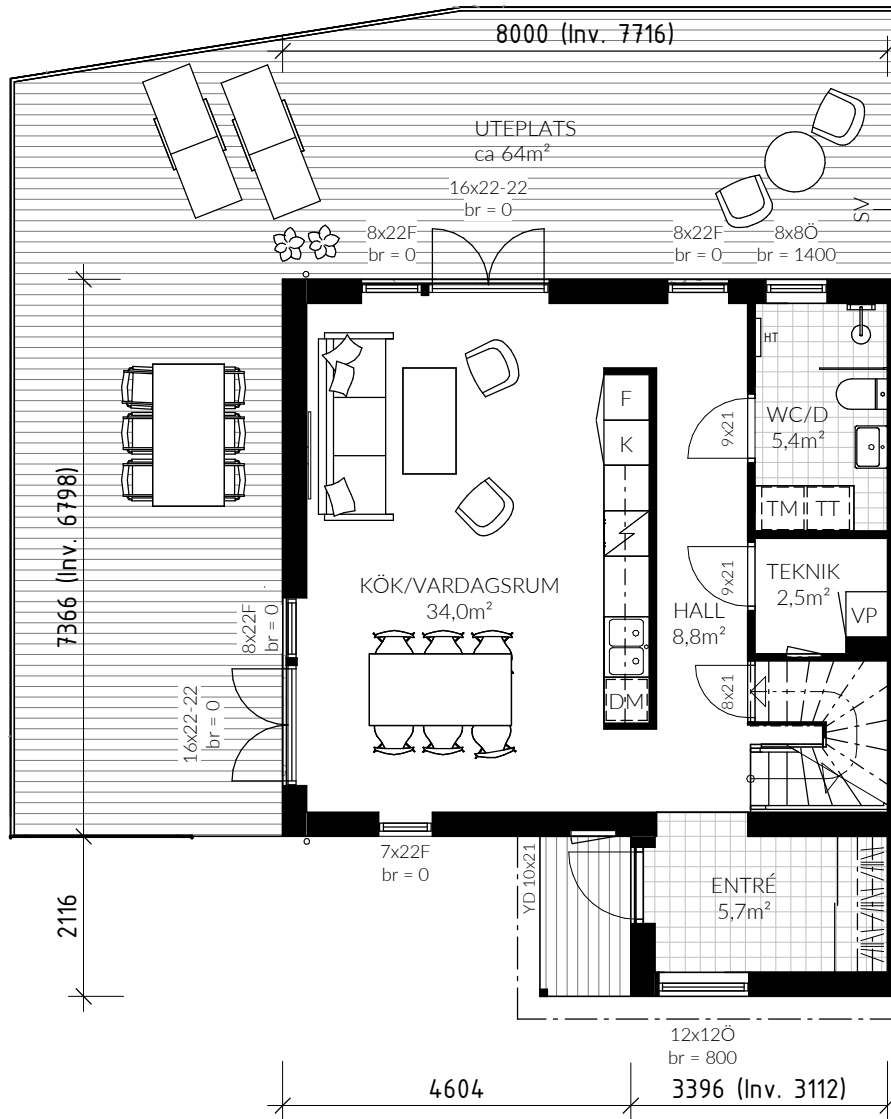 8000 (Inv. 7716)
UTEPLATS
ca 64m²
16x22-22
br = 0
8x22F
br = 0
8x22F
br = 0
8x8Ö
br = 1400
SV
HT
F
K
9x21
WC/D
5,4m²
TM
TT
7366 (Inv. 6798)
KÖK/VARDAGSRUM
34,0m²
9x21
TEKNIK
2,5m²
VP
HALL
8,8m²
8x22F
br = 0
16x22-22
br = 0
8x21
DM
7x22F
br = 0
YD 10x21
ENTRÉ
5,7m²
2116
12x12Ö
br = 800
4604
3396 (Inv. 3112)